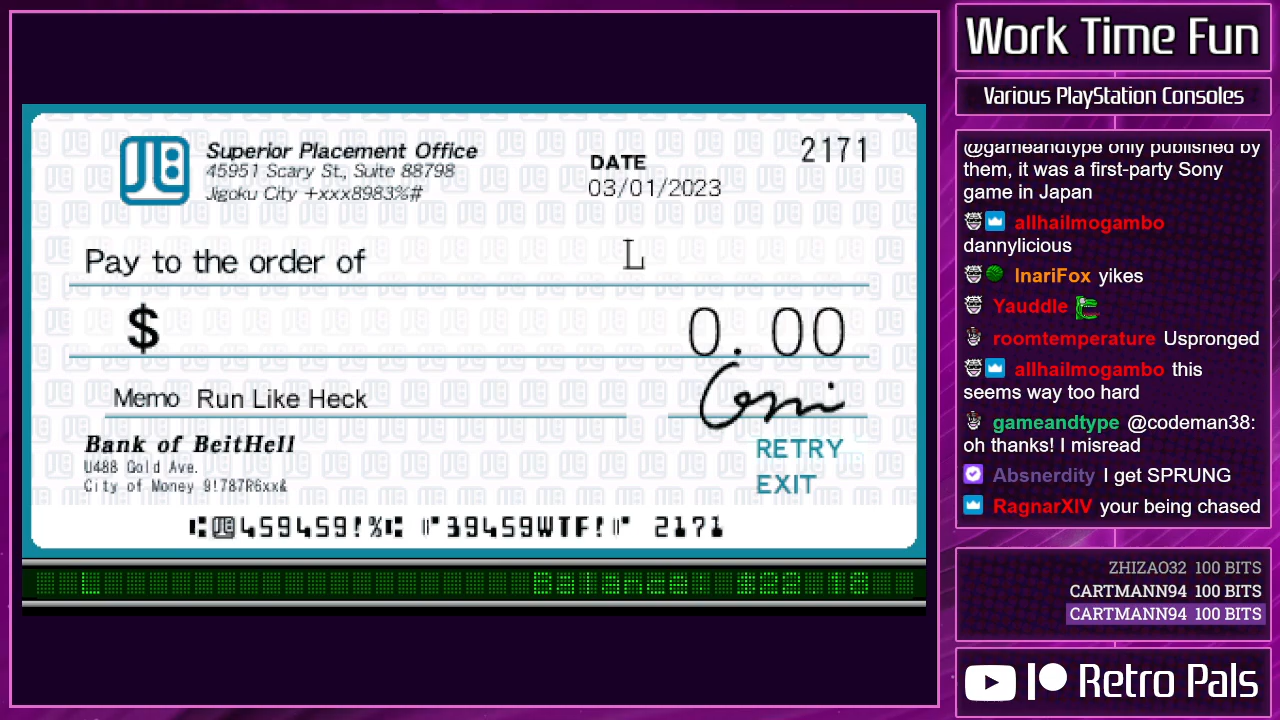 Work Time Fun
Various PlayStation Consoles
Superior Placement Office
45951 Scary St., Suite 88798
Jigoku City +xxx8983%#
DATE
03/01/2023
2171
Pay to the order of L
$ 0.00
Memo Run Like Heck
Bank of BeitHell
U488 Gold Ave.
City of Money 9!787R6xx&
RETRY
EXIT
459459!% "39459WTF!" 2171
L Balance: $22.18
@gameandtype only published by
them, it was a first-party Sony
game in Japan
allhailmogambo
dannylicious
InariFox yikes
Yauddle
roomtemperature Uspronged
allhailmogambo this
seems way too hard
gameandtype @codeman38:
oh thanks! I misread
Absnerdity I get SPRUNG
RagnarXIV your being chased
ZHIZAO32 100 BITS
CARTMANN94 100 BITS
CARTMANN94 100 BITS
Retro Pals